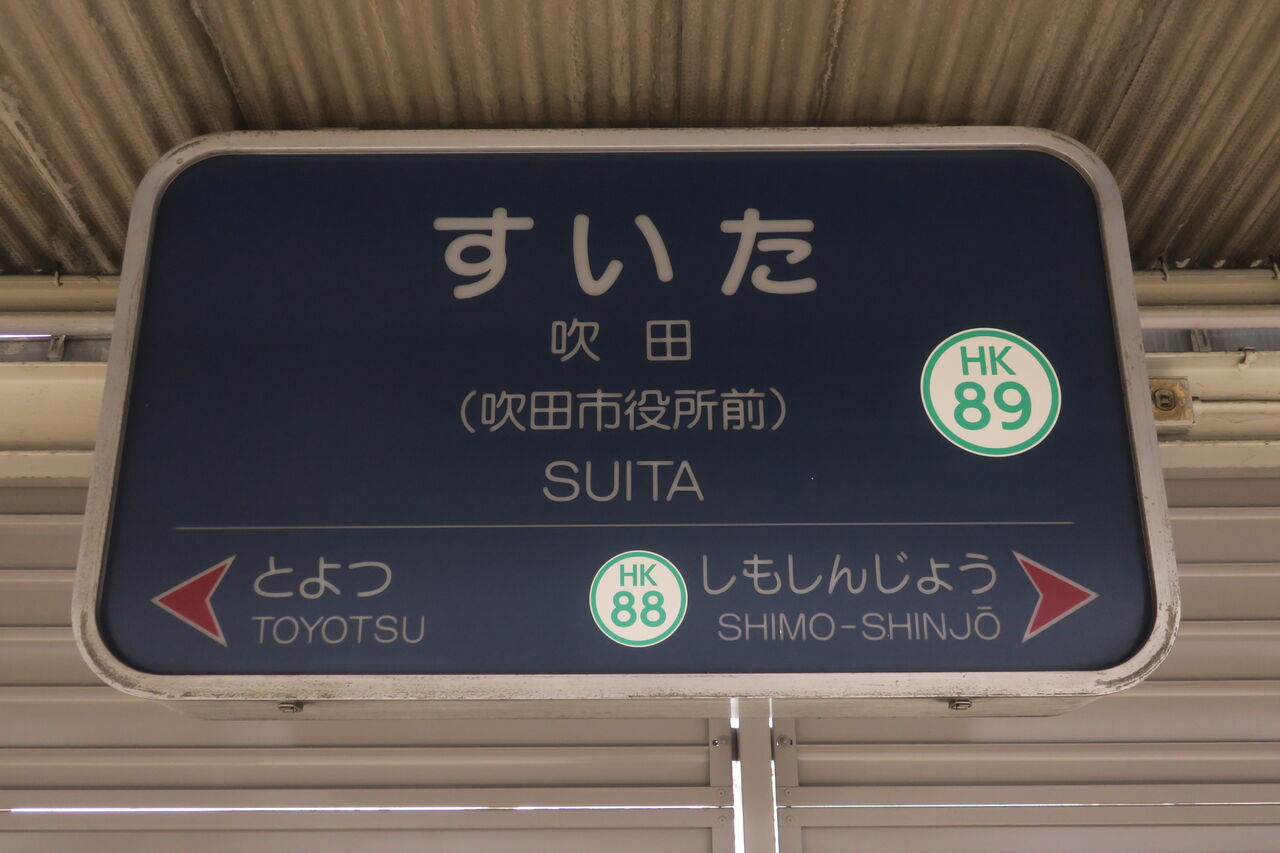 すいた
吹田
(吹田市役所前)
SUITA
HK
89
とよつ
TOYOTSU
HK
88
しもしんじょう
SHIMO-SHINJŌ